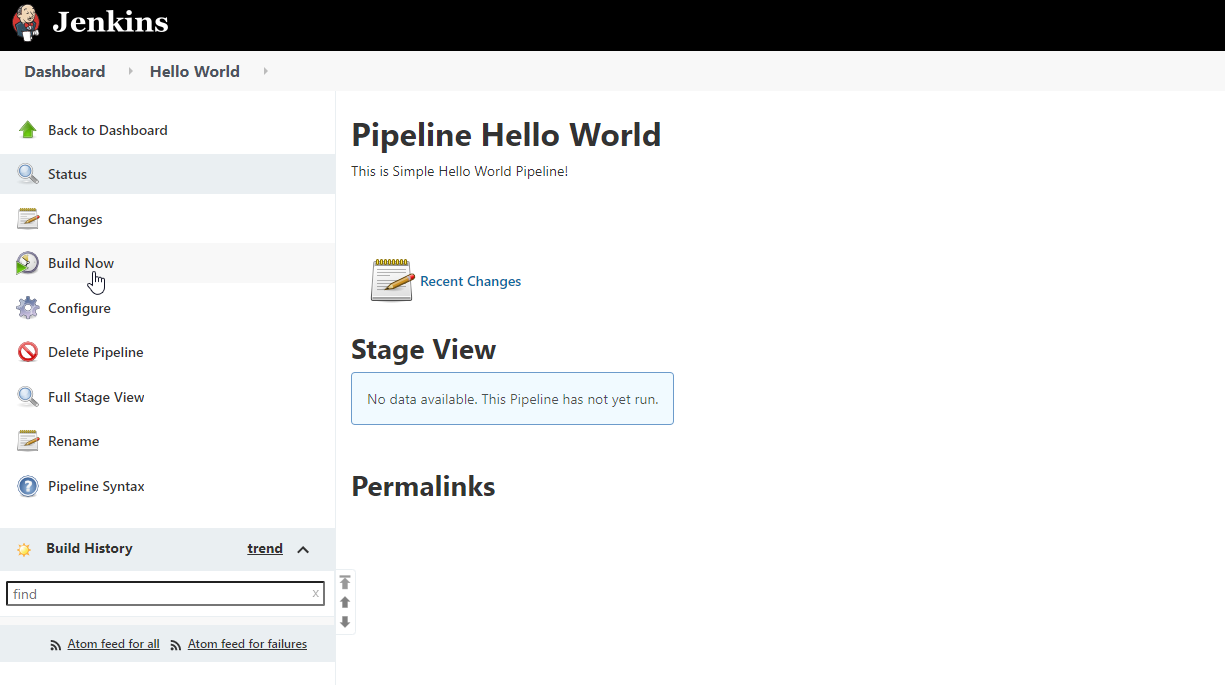 Jenkins
Dashboard Hello World
Back to Dashboard
Status
Changes
Build Now
Configure
Delete Pipeline
Full Stage View
Rename
Pipeline Syntax
Build History trend
find x
Atom feed for all Atom feed for failures
Pipeline Hello World
This is Simple Hello World Pipeline!
Recent Changes
Stage View
No data available. This Pipeline has not yet run.
Permalinks